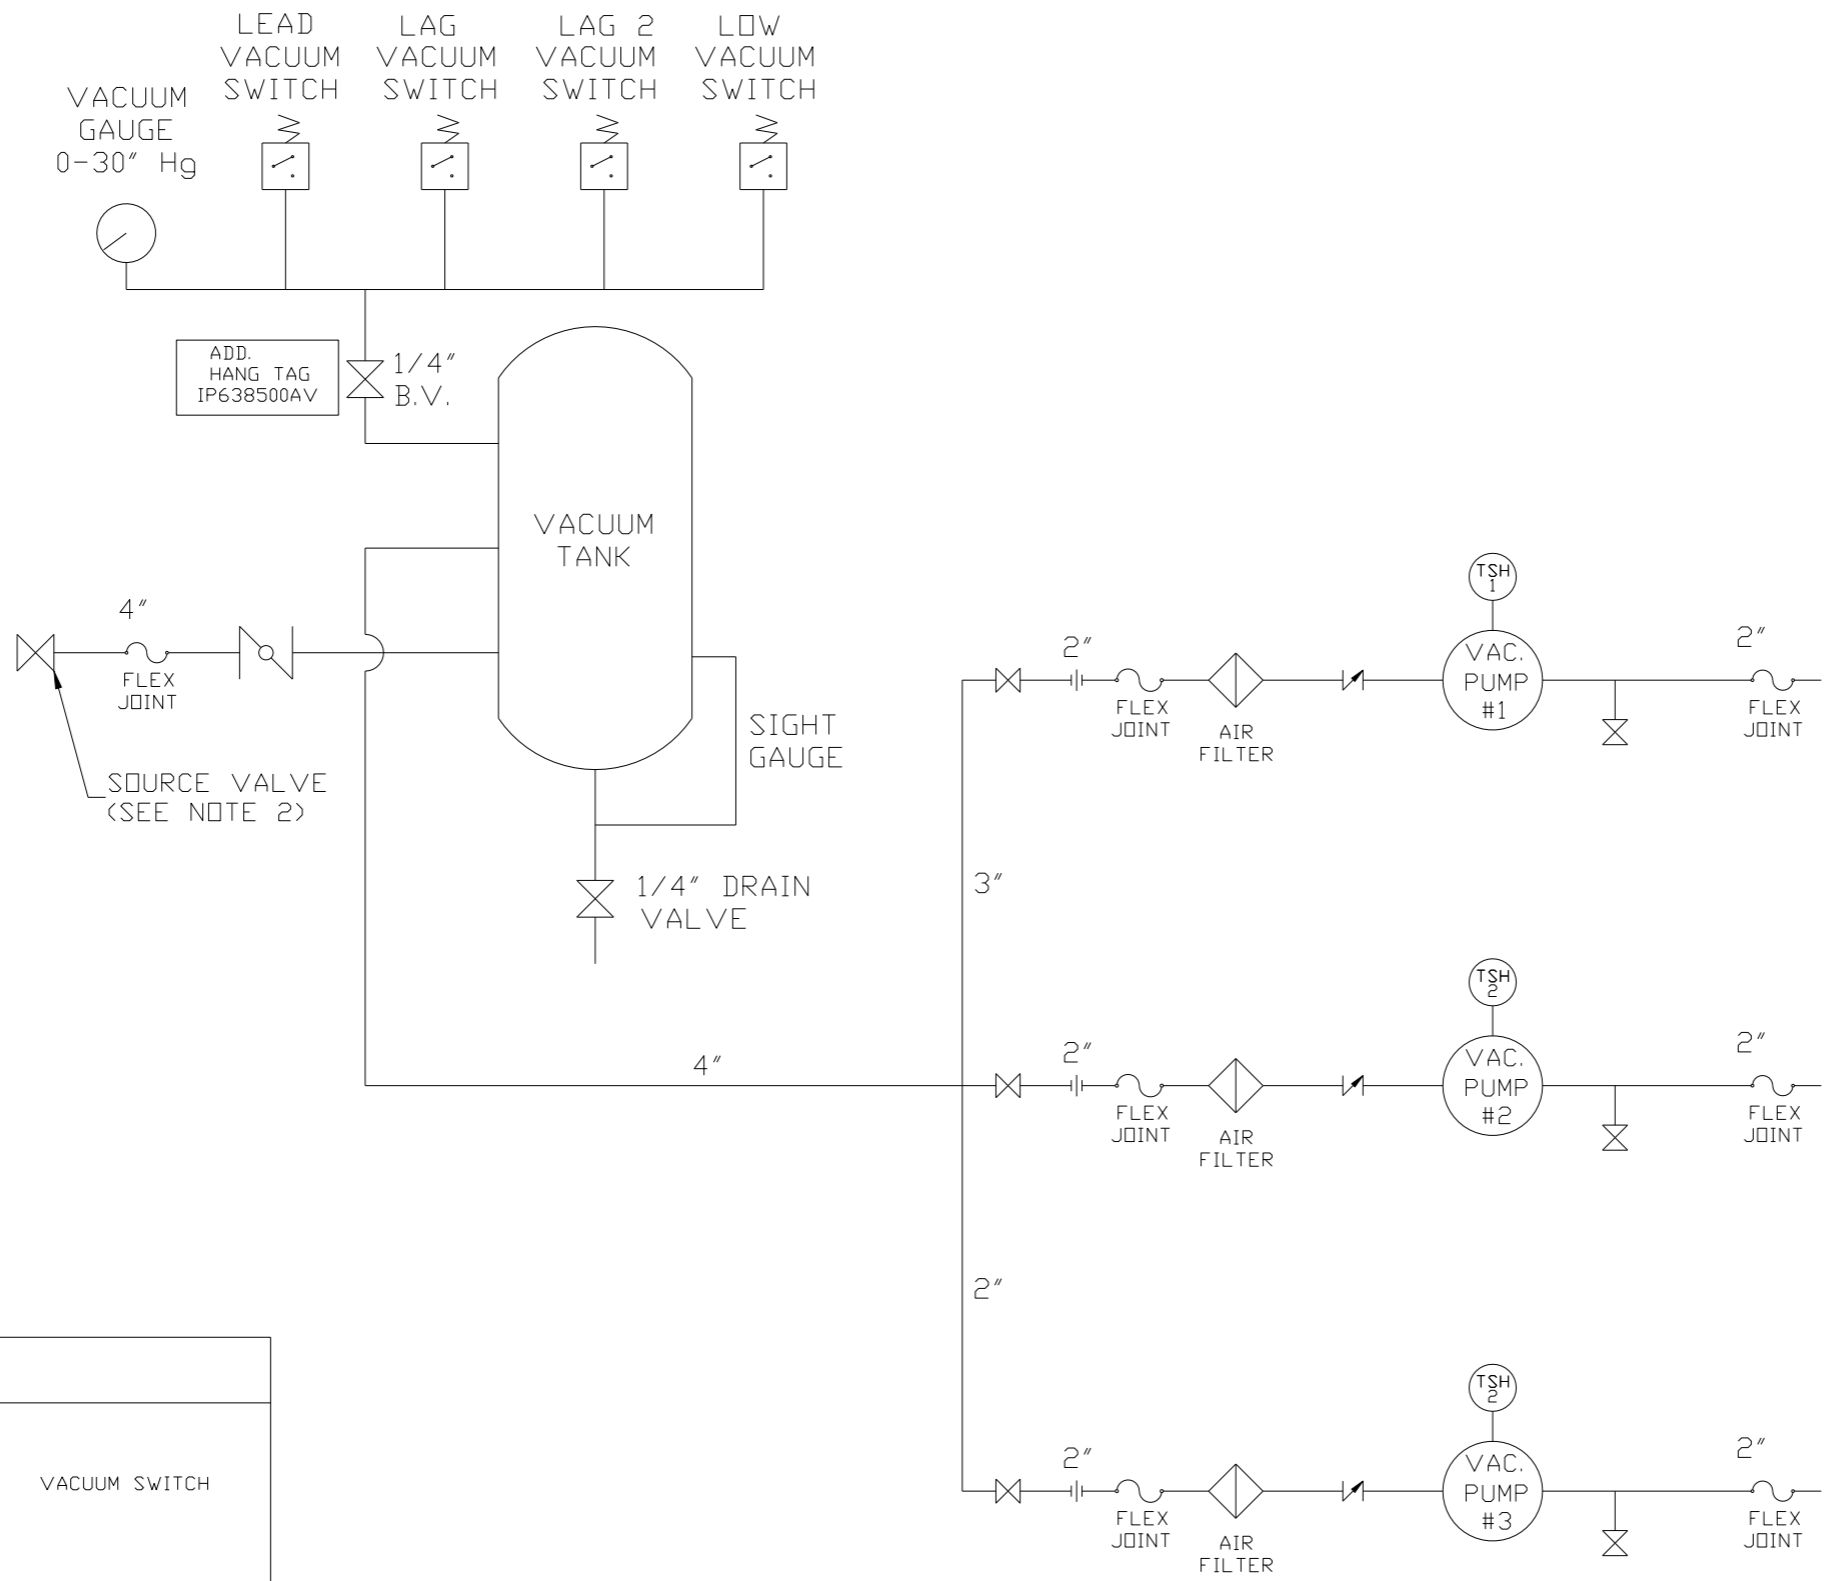 LEAD
VACUUM
SWITCH
LAG
VACUUM
SWITCH
LAG 2
VACUUM
SWITCH
LOW
VACUUM
SWITCH
VACUUM
GAUGE
0-30" Hg
ADD.
HANG TAG
IP638500AV
1/4"
B.V.
VACUUM
TANK
4"
FLEX
JOINT
SOURCE VALVE
(SEE NOTE 2)
SIGHT
GAUGE
1/4" DRAIN
VALVE
4"
3"
2"
TSH
1
VAC.
PUMP
#1
2"
FLEX
JOINT
AIR
FILTER
2"
FLEX
JOINT
TSH
2
VAC.
PUMP
#2
2"
FLEX
JOINT
AIR
FILTER
2"
FLEX
JOINT
TSH
2
VAC.
PUMP
#3
2"
FLEX
JOINT
AIR
FILTER
2"
FLEX
JOINT
VACUUM SWITCH